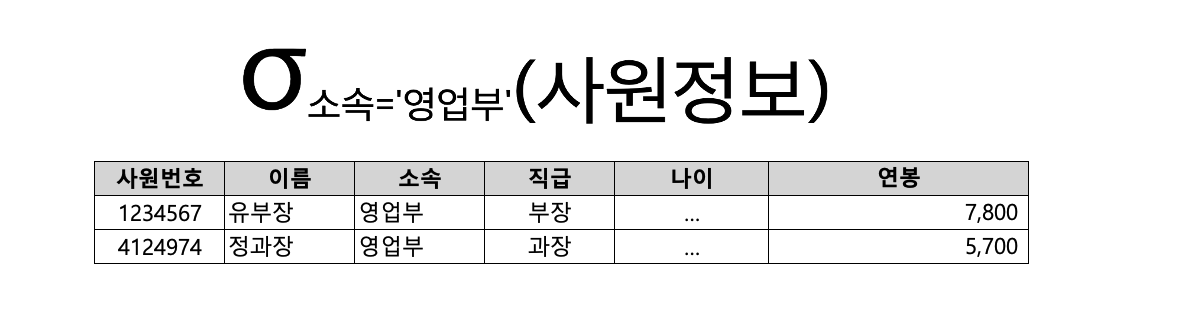 σ소속='영업부'(사원정보)
사원번호 이름 소속 직급 나이 연봉
1234567 유부장 영업부 부장 ... 7,800
4124974 정과장 영업부 과장 ... 5,700